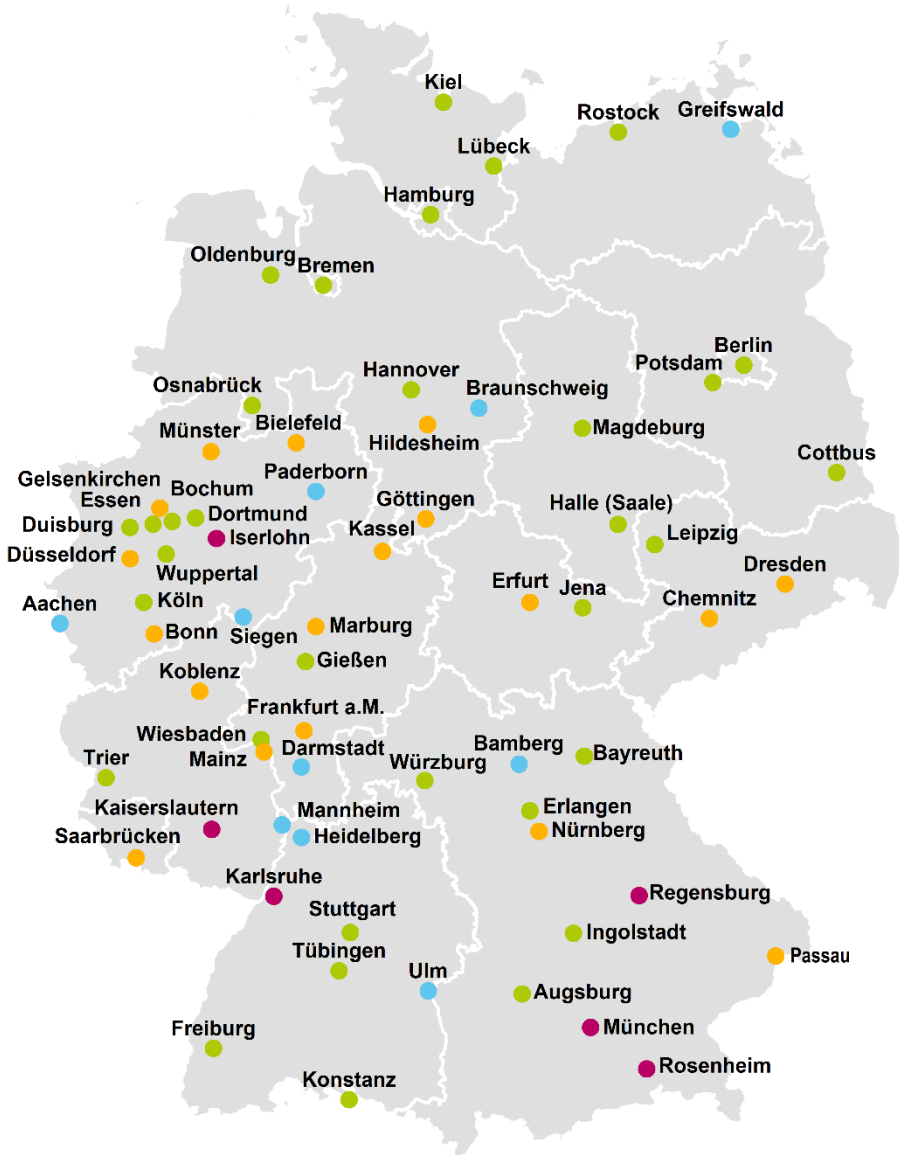 Kiel
Rostock
Greifswald
Lübeck
Hamburg
Oldenburg
Bremen
Berlin
Potsdam
Hannover
Braunschweig
Osnabrück
Bielefeld
Münster
Hildesheim
Magdeburg
Cottbus
Gelsenkirchen
Paderborn
Essen
Bochum
Göttingen
Halle (Saale)
Duisburg
Dortmund
Kassel
Iserlohn
Leipzig
Düsseldorf
Wuppertal
Dresden
Erfurt
Jena
Chemnitz
Aachen
Köln
Bonn
Siegen
Marburg
Gießen
Koblenz
Frankfurt a.M.
Wiesbaden
Mainz
Darmstadt
Bamberg
Bayreuth
Trier
Würzburg
Kaiserslautern
Mannheim
Erlangen
Saarbrücken
Heidelberg
Nürnberg
Karlsruhe
Regensburg
Stuttgart
Ingolstadt
Tübingen
Passau
Ulm
Augsburg
Freiburg
München
Rosenheim
Konstanz